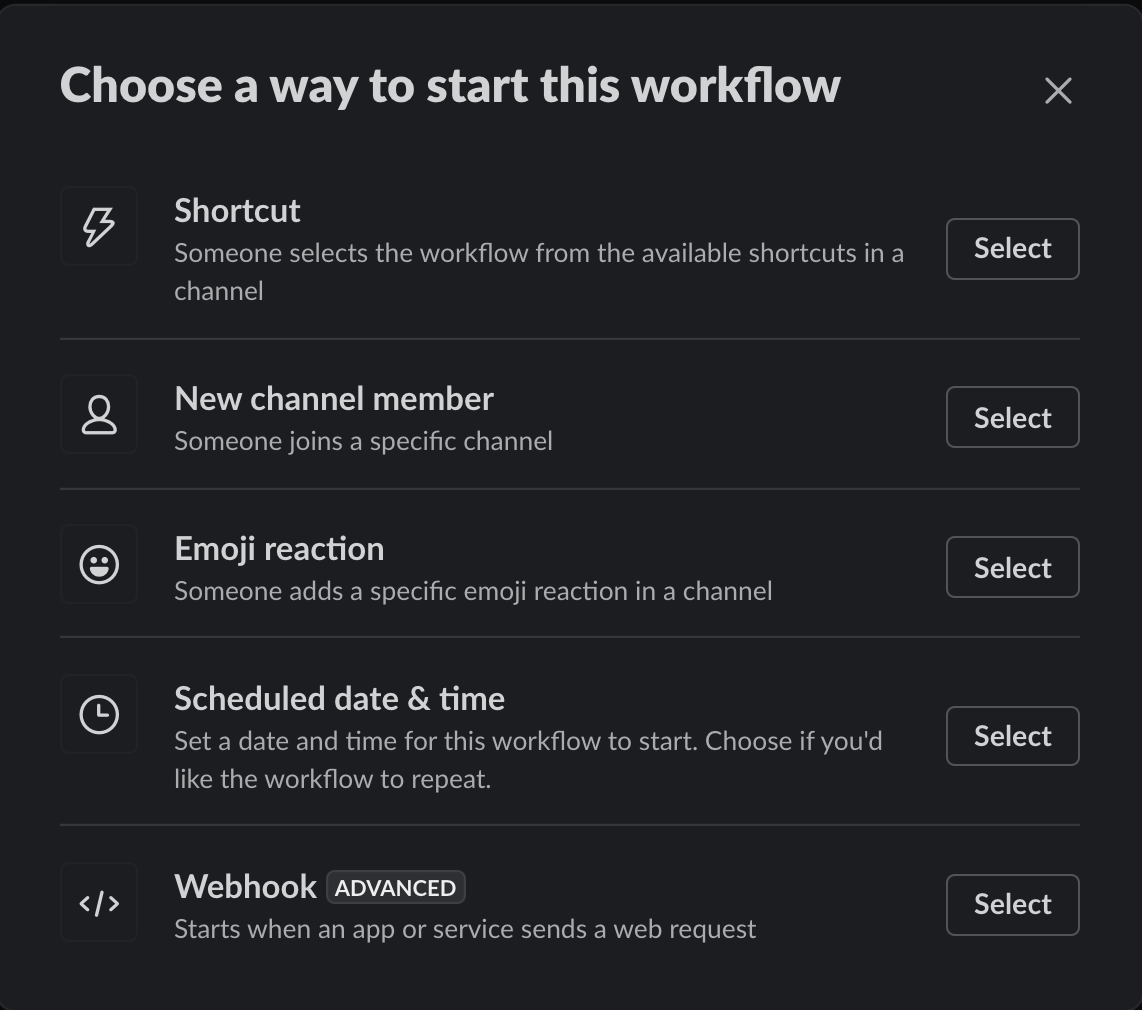 Choose a way to start this workflow
Shortcut
Someone selects the workflow from the available shortcuts in a
channel
Select
New channel member
Someone joins a specific channel
Select
Emoji reaction
Someone adds a specific emoji reaction in a channel
Select
Scheduled date & time
Set a date and time for this workflow to start. Choose if you'd
like the workflow to repeat.
Select
Webhook ADVANCED
Starts when an app or service sends a web request
Select